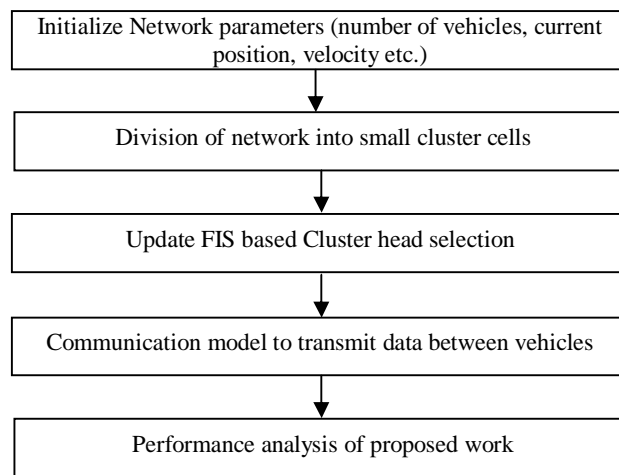 Initialize Network parameters (number of vehicles, current
position, velocity etc.)
Division of network into small cluster cells
Update FIS based Cluster head selection
Communication model to transmit data between vehicles
Performance analysis of proposed work